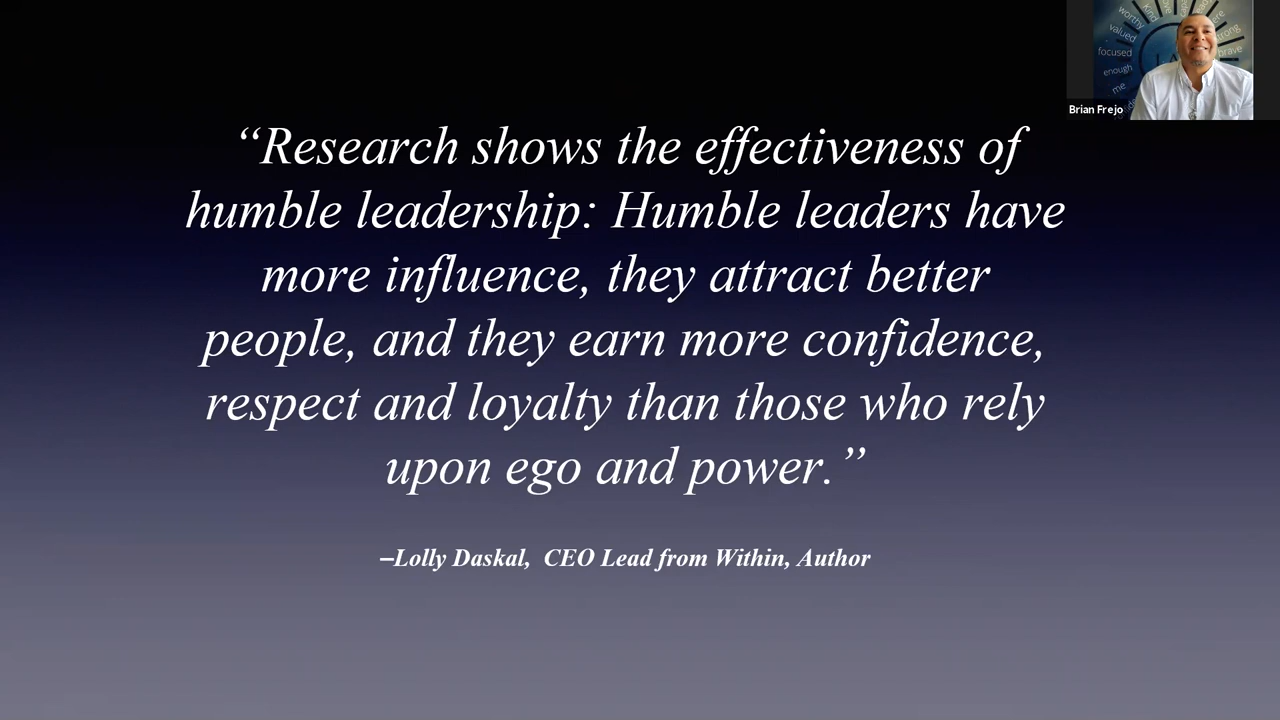 “Research shows the effectiveness of
humble leadership: Humble leaders have
more influence, they attract better
people, and they earn more confidence,
respect and loyalty than those who rely
upon ego and power.”
–Lolly Daskal, CEO Lead from Within, Author
worthy
valued
focused
enough
me
strong
brave
I A
Brian Frejo